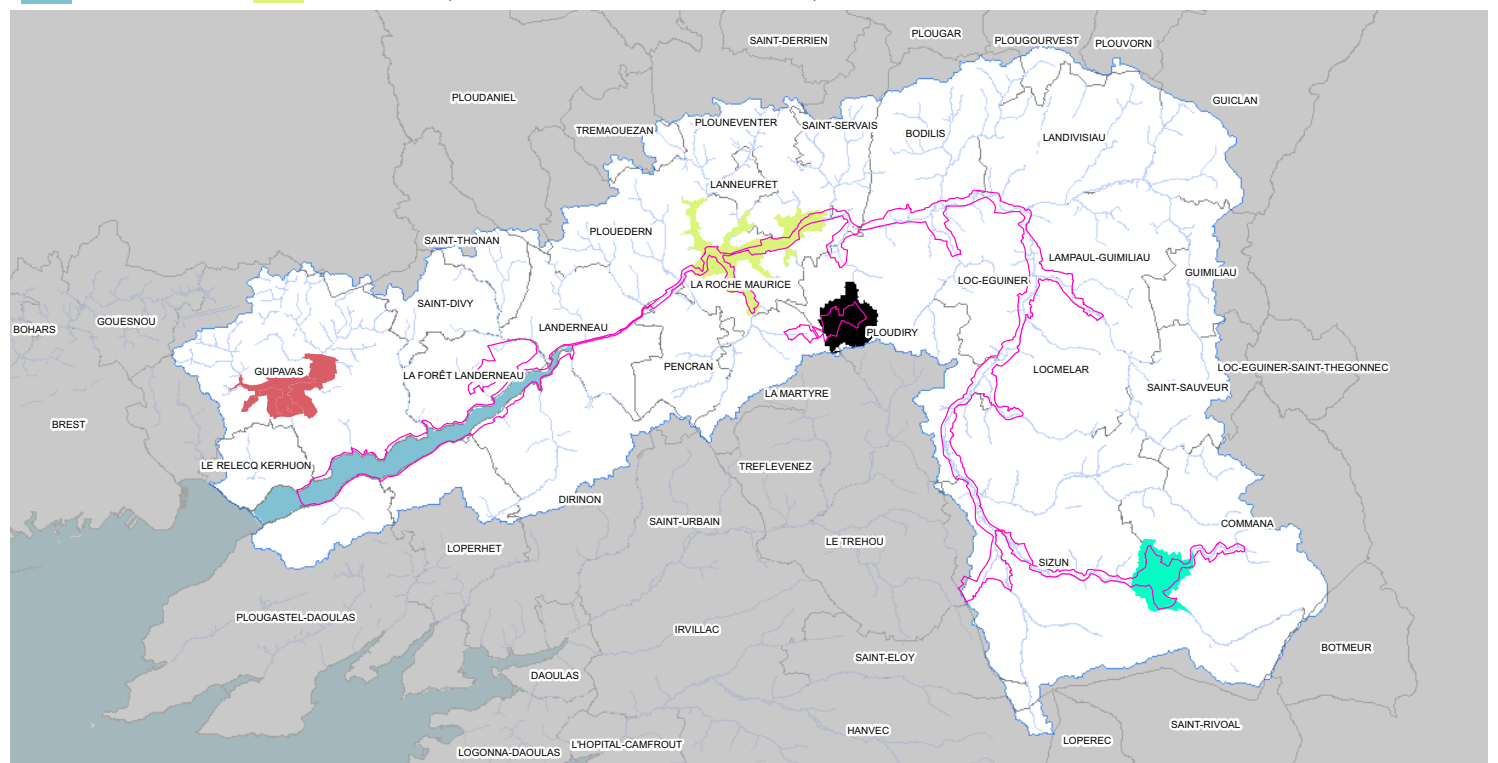 PLOUGAR
SAINT-DERRIEN
PLOUGOURVEST
PLOUVORN
PLOUDANIEL
GUICLAN
PLOUNEVENTER
SAINT-SERVAIS
TREMAOUEZAN
BODILIS
LANDIVISIAU
LANNEUFRET
PLOUEDERN
SAINT-THONAN
LAMPAUL-GUIMILIAU
GUIMILIAU
LOC-EGUINER
LA ROCHE MAURICE
SAINT-DIVY
GOUESNOU
BOHARS
LANDERNEAU
PLOUDIRY
PENCRAN
LOC-EGUINER-SAINT-THEGONNEC
LOCMELAR
GUIPAVAS
LA FORÊT LANDERNEAU
SAINT-SAUVEUR
LA MARTYRE
BREST
LE RELECQ KERHUON
TREFLEVENEZ
DIRINON
SAINT-URBAIN
COMMANA
LE TREHOU
LOPERHET
SIZUN
PLOUGASTEL-DAOULAS
IRVILLAC
BOTMEUR
SAINT-ELOY
DAOULAS
SAINT-RIVOAL
HANVEC
LOPEREC
L'HOPITAL-CAMFROUT
LOGONNA-DAOULAS